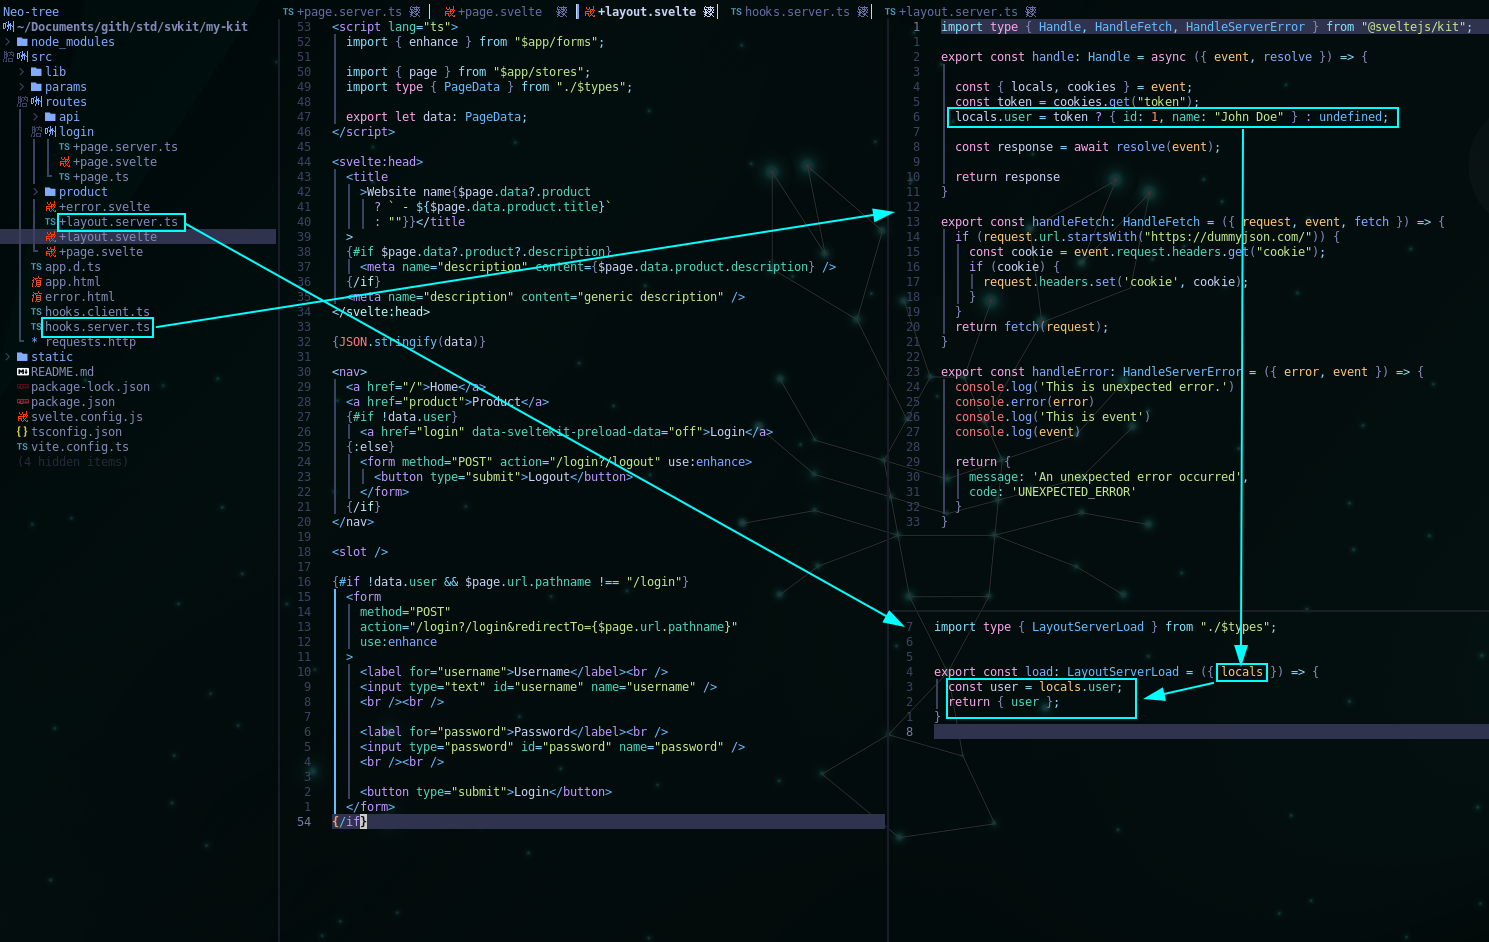 Neo-tree
~/Documents/gith/std/svkit/my-kit
node_modules
src
lib
params
routes
api
login
TS +page.server.ts
+page.svelte
TS +page.ts
product
+error.svelte
TS +layout.server.ts
+layout.svelte
+page.svelte
TS app.d.ts
app.html
error.html
TS hooks.client.ts
TS hooks.server.ts
* requests.http
static
README.md
package-lock.json
package.json
svelte.config.js
{} tsconfig.json
TS vite.config.ts
(4 hidden items)
TS +page.server.ts
+page.svelte
+layout.svelte
TS hooks.server.ts
TS +layout.server.ts
53 <script lang="ts">
52 import { enhance } from "$app/forms";
51
50 import { page } from "$app/stores";
49 import type { PageData } from "./$types";
48
47 export let data: PageData;
46 </script>
45
44 <svelte:head>
43 <title
42 >Website name{$page.data?.product
41 ? ` - ${$page.data.product.title}`
40 : ""}</title
39 >
38 {#if $page.data?.product?.description}
37 <meta name="description" content={$page.data.product.description} />
36 {/if}
35 <meta name="description" content="generic description" />
34 </svelte:head>
33
32 {JSON.stringify(data)}
31
30 <nav>
29 <a href="/">Home</a>
28 <a href="product">Product</a>
27 {#if !data.user}
26 <a href="login" data-sveltekit-preload-data="off">Login</a>
25 {:else}
24 <form method="POST" action="/login?/logout" use:enhance>
23 <button type="submit">Logout</button>
22 </form>
21 {/if}
20 </nav>
19
18 <slot />
17
16 {#if !data.user && $page.url.pathname !== "/login"}
15 <form
14 method="POST"
13 action="/login?/login&redirectTo={$page.url.pathname}"
12 use:enhance
11 >
10 <label for="username">Username</label><br />
9 <input type="text" id="username" name="username" />
8 <br /><br />
7
6 <label for="password">Password</label><br />
5 <input type="password" id="password" name="password" />
4 <br /><br />
3
2 <button type="submit">Login</button>
1 </form>
54 {/if}
1 import type { Handle, HandleFetch, HandleServerError } from "@sveltejs/kit";
1
2 export const handle: Handle = async ({ event, resolve }) => {
3
4 const { locals, cookies } = event;
5 const token = cookies.get("token");
6 locals.user = token ? { id: 1, name: "John Doe" } : undefined;
7
8 const response = await resolve(event);
9
10 return response
11 }
12
13 export const handleFetch: HandleFetch = ({ request, event, fetch }) => {
14 if (request.url.startsWith("https://dummyjson.com/")) {
15 const cookie = event.request.headers.get("cookie");
16 if (cookie) {
17 request.headers.set('cookie', cookie);
18 }
19 }
20 return fetch(request);
21 }
22
23 export const handleError: HandleServerError = ({ error, event }) => {
24 console.log('This is unexpected error.')
25 console.error(error)
26 console.log('This is event')
27 console.log(event)
28
29 return {
30 message: 'An unexpected error occurred',
31 code: 'UNEXPECTED_ERROR'
32 }
33 }
7 import type { LayoutServerLoad } from "./$types";
6
5
4 export const load: LayoutServerLoad = ({ locals }) => {
3 const user = locals.user;
2 return { user };
1 }
8